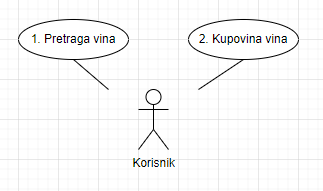 1. Pretraga vina
2. Kupovina vina
Korisnik